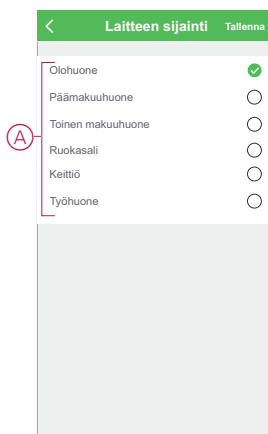 Laitteen sijainti Tallenna
Olohuone
Päämakuuhuone
Toinen makuuhuone
A
Ruokasali
Keittiö
Työhuone